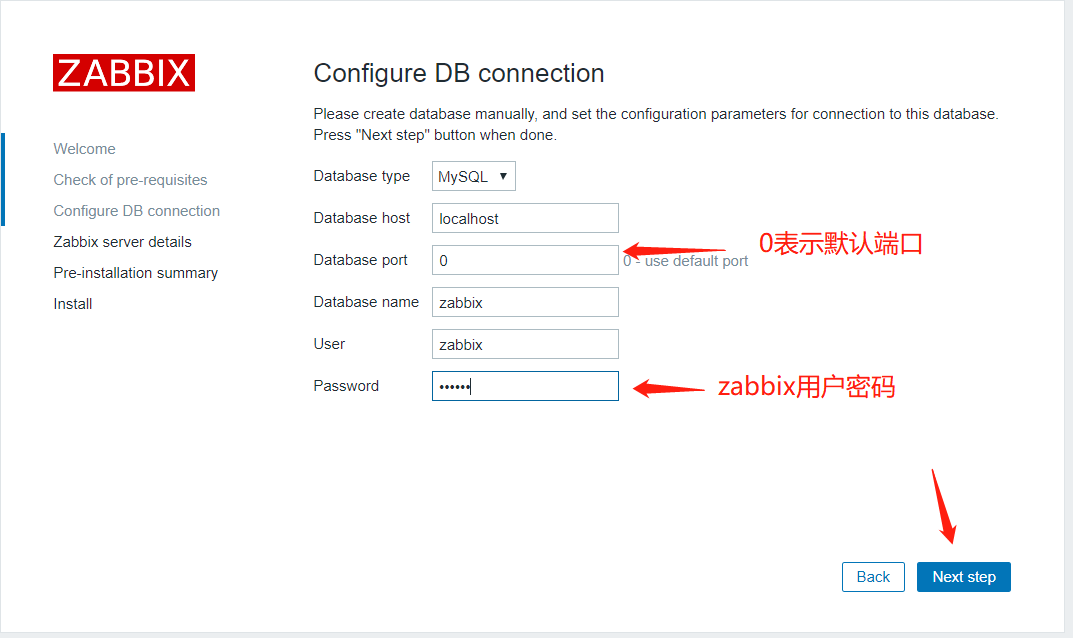 ZABBIX
Welcome
Check of pre-requisites
Configure DB connection
Zabbix server details
Pre-installation summary
Install
Configure DB connection
Please create database manually, and set the configuration parameters for connection to this database.
Press "Next step" button when done.
Database type MySQL ▼
Database host localhost
Database port 0 0 - use default port
0表示默认端口
Database name zabbix
User zabbix
Password ••••••
zabbix用户密码
Back Next step